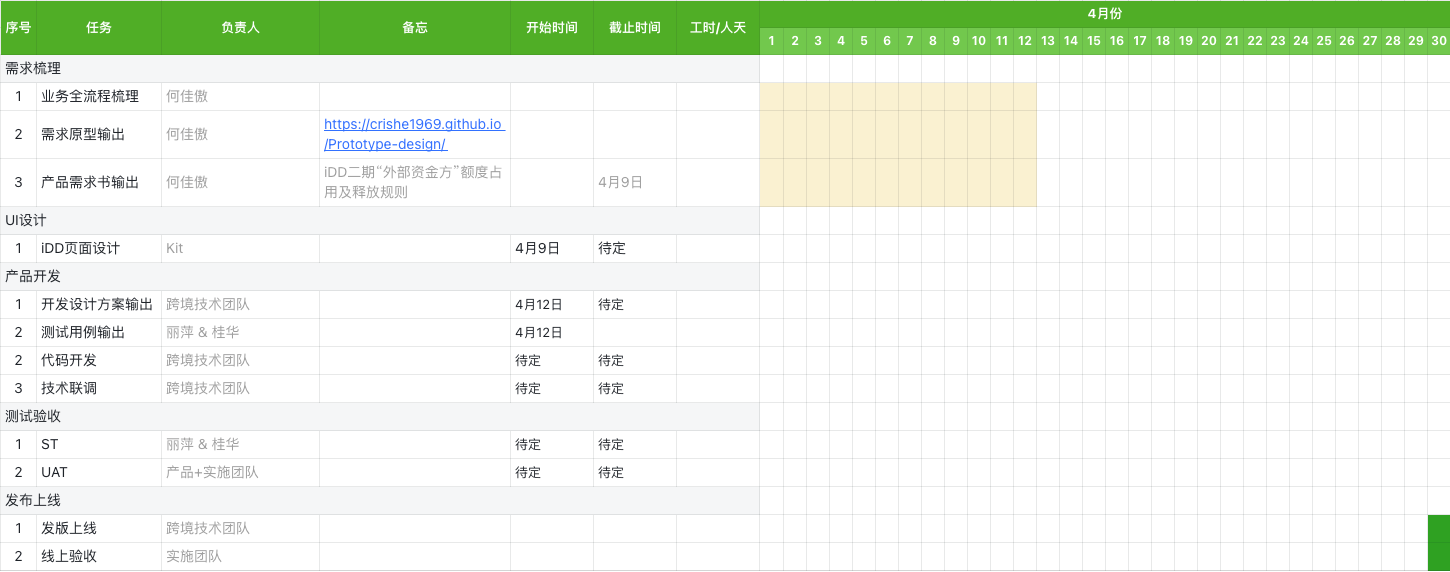 序号 任务 负责人 备忘 开始时间 截止时间 工时/人天 4月份
1 2 3 4 5 6 7 8 9 10 11 12 13 14 15 16 17 18 19 20 21 22 23 24 25 26 27 28 29 30
需求梳理
1 业务全流程梳理 何佳傲
2 需求原型输出 何佳傲 https://crishe1969.github.io
/Prototype-design/
3 产品需求书输出 何佳傲 iDD二期“外部资金方”额度占 4月9日
用及释放规则
UI设计
1 iDD页面设计 Kit 4月9日 待定
产品开发
1 开发设计方案输出 跨境技术团队 4月12日 待定
2 测试用例输出 丽萍 & 桂华 4月12日
2 代码开发 跨境技术团队 待定 待定
3 技术联调 跨境技术团队 待定 待定
测试验收
1 ST 丽萍 & 桂华 待定 待定
2 UAT 产品+实施团队 待定 待定
发布上线
1 发版上线 跨境技术团队
2 线上验收 实施团队